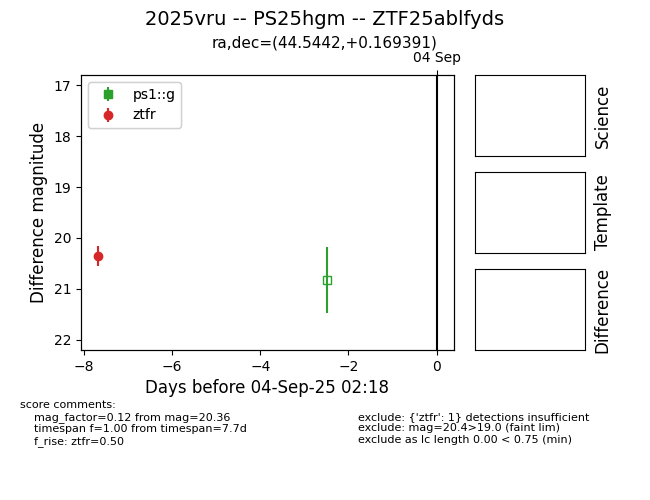 2025vru -- PS25hgm -- ZTF25ablfyds
ra,dec=(44.5442,+0.169391)
04 Sep
ps1::g
ztfr
17
18
19
20
21
22
Difference magnitude
−8
−6
−4
−2
0
Days before 04-Sep-25 02:18
Science
Template
Difference
score comments:
mag_factor=0.12 from mag=20.36
timespan f=1.00 from timespan=7.7d
f_rise: ztfr=0.50
exclude: {'ztfr': 1} detections insufficient
exclude: mag=20.4>19.0 (faint lim)
exclude as lc length 0.00 < 0.75 (min)